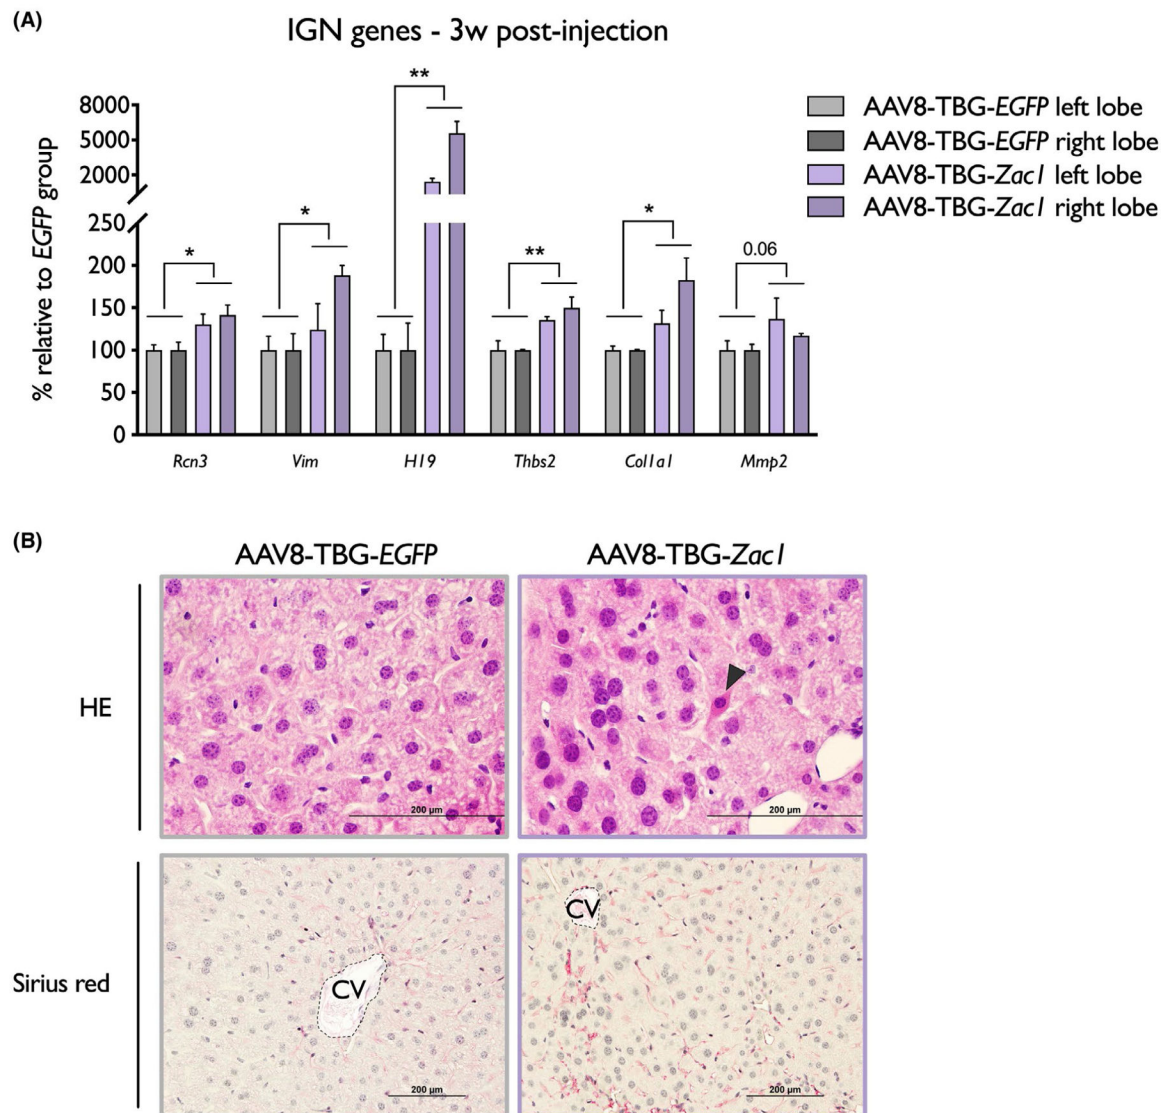 (A)
IGN genes - 3w post-injection
**
8000
5000
2000
% relative to EGFP group
250
200
150
100
50
0
*
*
**
*
0.06
Rcn3
Vim
H19
Thbs2
Col1a1
Mmp2
AAV8-TBG-EGFP left lobe
AAV8-TBG-EGFP right lobe
AAV8-TBG-Zac1 left lobe
AAV8-TBG-Zac1 right lobe
(B)
AAV8-TBG-EGFP
AAV8-TBG-Zac1
HE
200 µm
200 µm
Sirius red
CV
200 µm
CV
200 µm